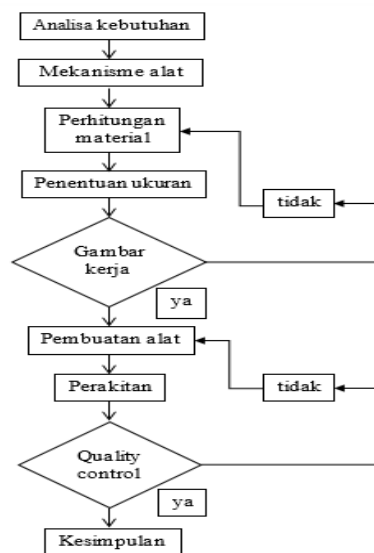 Analisa kebutuhan
Mekanisme alat
Perhitungan
material
Penentuan ukuran
tidak
Gambar
kerja
ya
Pembuatan alat
Perakitan
tidak
Quality
control
ya
Kesimpulan